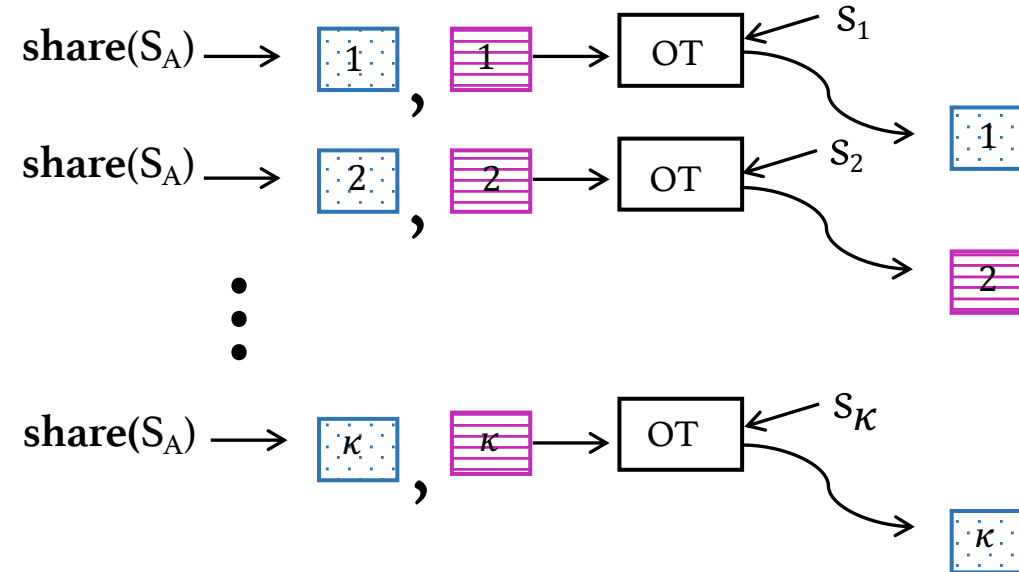 share(S_A) 1 , 1 OT s_1
1
share(S_A) 2 , 2 OT s_2
2
share(S_A) κ , κ OT s_κ
κ